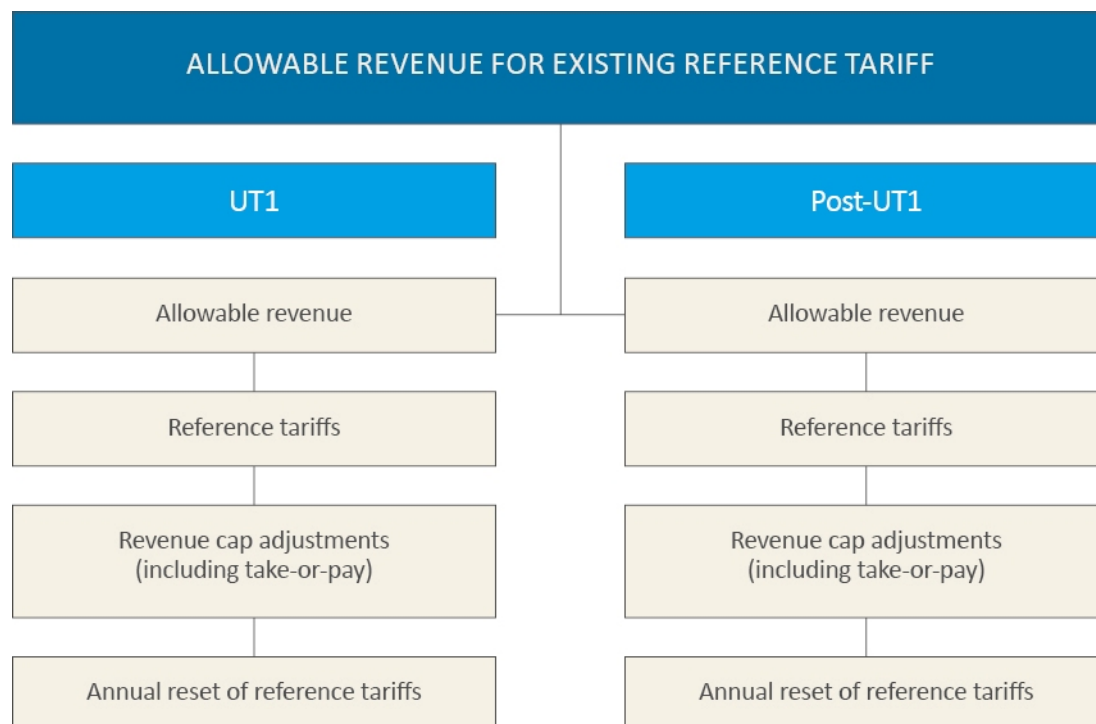 ALLOWABLE REVENUE FOR EXISTING REFERENCE TARIFF
UT1
Allowable revenue
Reference tariffs
Revenue cap adjustments
(including take-or-pay)
Annual reset of reference tariffs
Post-UT1
Allowable revenue
Reference tariffs
Revenue cap adjustments
(including take-or-pay)
Annual reset of reference tariffs